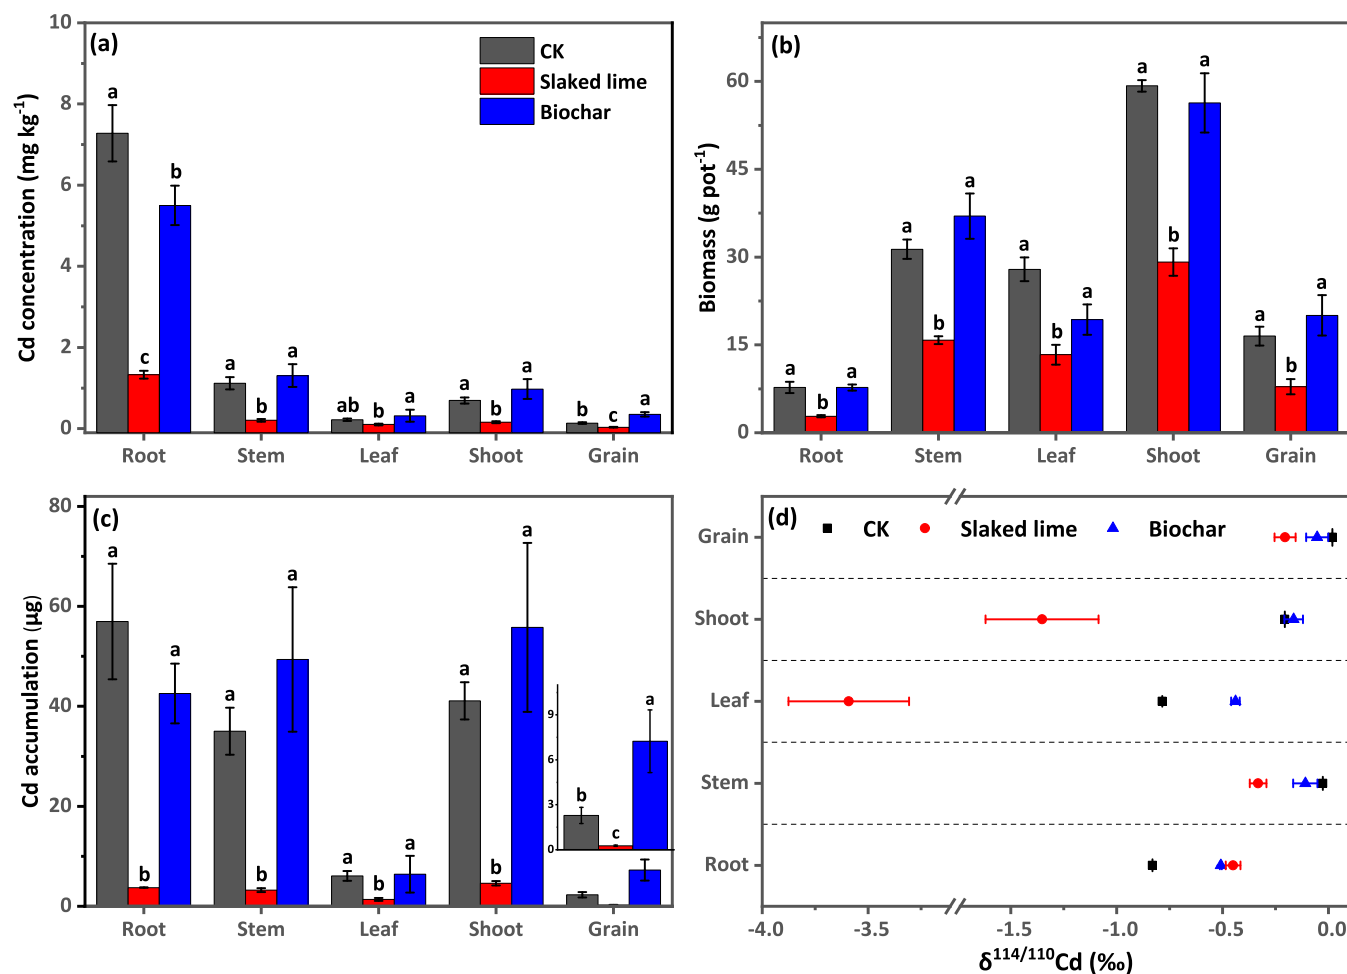 (a)
CK
Slaked lime
Biochar
Cd concentration (mg kg⁻¹)
10
8
6
4
2
0
a
b
c
a
b
a
ab
b
a
a
b
a
b
c
a
Root Stem Leaf Shoot Grain
(b)
Biomass (g pot⁻¹)
60
45
30
15
0
a
b
a
a
b
a
a
b
a
a
b
a
a
b
a
Root Stem Leaf Shoot Grain
(c)
Cd accumulation (μg)
80
60
40
20
0
a
b
a
a
b
a
a
b
a
a
b
a
9
6
3
0
b
c
a
Root Stem Leaf Shoot Grain
(d)
CK Slaked lime Biochar
Grain
Shoot
Leaf
Stem
Root
-4.0 -3.5 -1.5 -1.0 -0.5 0.0
δ¹¹⁴/¹¹⁰Cd (‰)